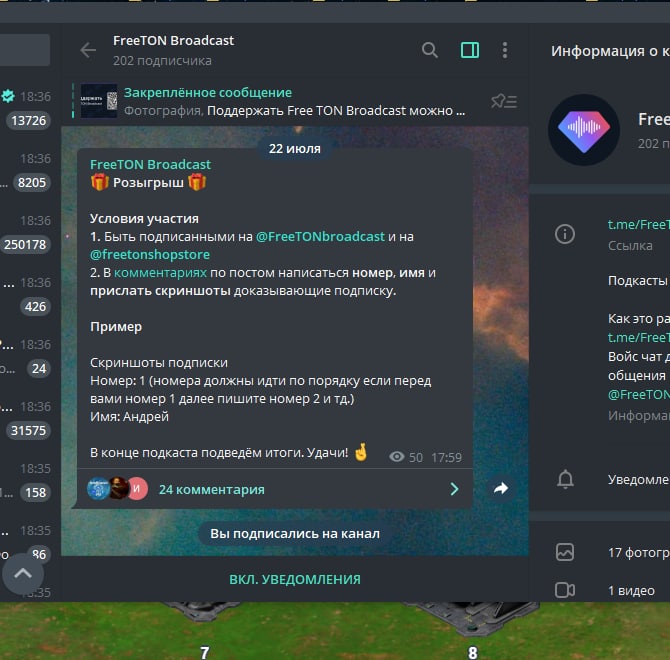 FreeTON Broadcast
202 подписчика
Информация о к
Закреплённое сообщение
Фотография, Поддержать Free TON Broadcast можно ...
18:36
13726
18:36
8205
18:36
250178
18:36
426
18:36
24
18:36
31575
18:35
158
18:35
86
:35
22 июля
FreeTON Broadcast
🎁 Розыгрыш 🎁
Условия участия
1. Быть подписанными на @FreeTONbroadcast и на
@freetonshopstore
2. В комментариях по постом написаться номер, имя и
прислать скриншоты доказывающие подписку.
Пример
Скриншоты подписки
Номер: 1 (номера должны идти по порядку если перед
вами номер 1 далее пишите номер 2 и тд.)
Имя: Андрей
В конце подкаста подведём итоги. Удачи! 🤞 50 17:59
И
24 комментария
Вы подписались на канал
ВКЛ. УВЕДОМЛЕНИЯ
Free
202 п
t.me/FreeT
Ссылка
Подкасты
Как это ра
t.me/FreeT
Войс чат д
общения
@FreeTON
Информа
Уведомле
17 фотогр
1 видео
7
8